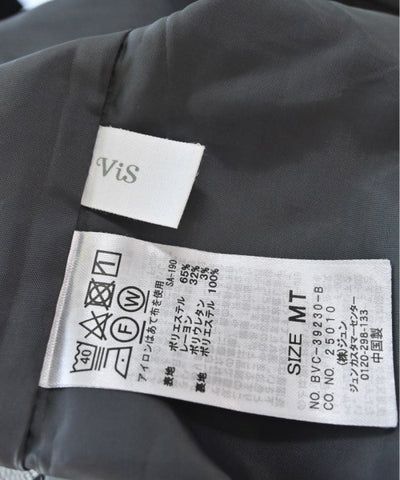 ViS
40
F
W
アイロンはあて布を使用
SA-190
表地 ポリエステル 65%
レーヨン 32%
ポリウレタン 3%
裏地 ポリエステル 100%
SIZE MT
NO. BVC-39230-B
CO. NO. 25010
(株)ジュン
ジュンカスタマーセンター
0120-298-133
中国製